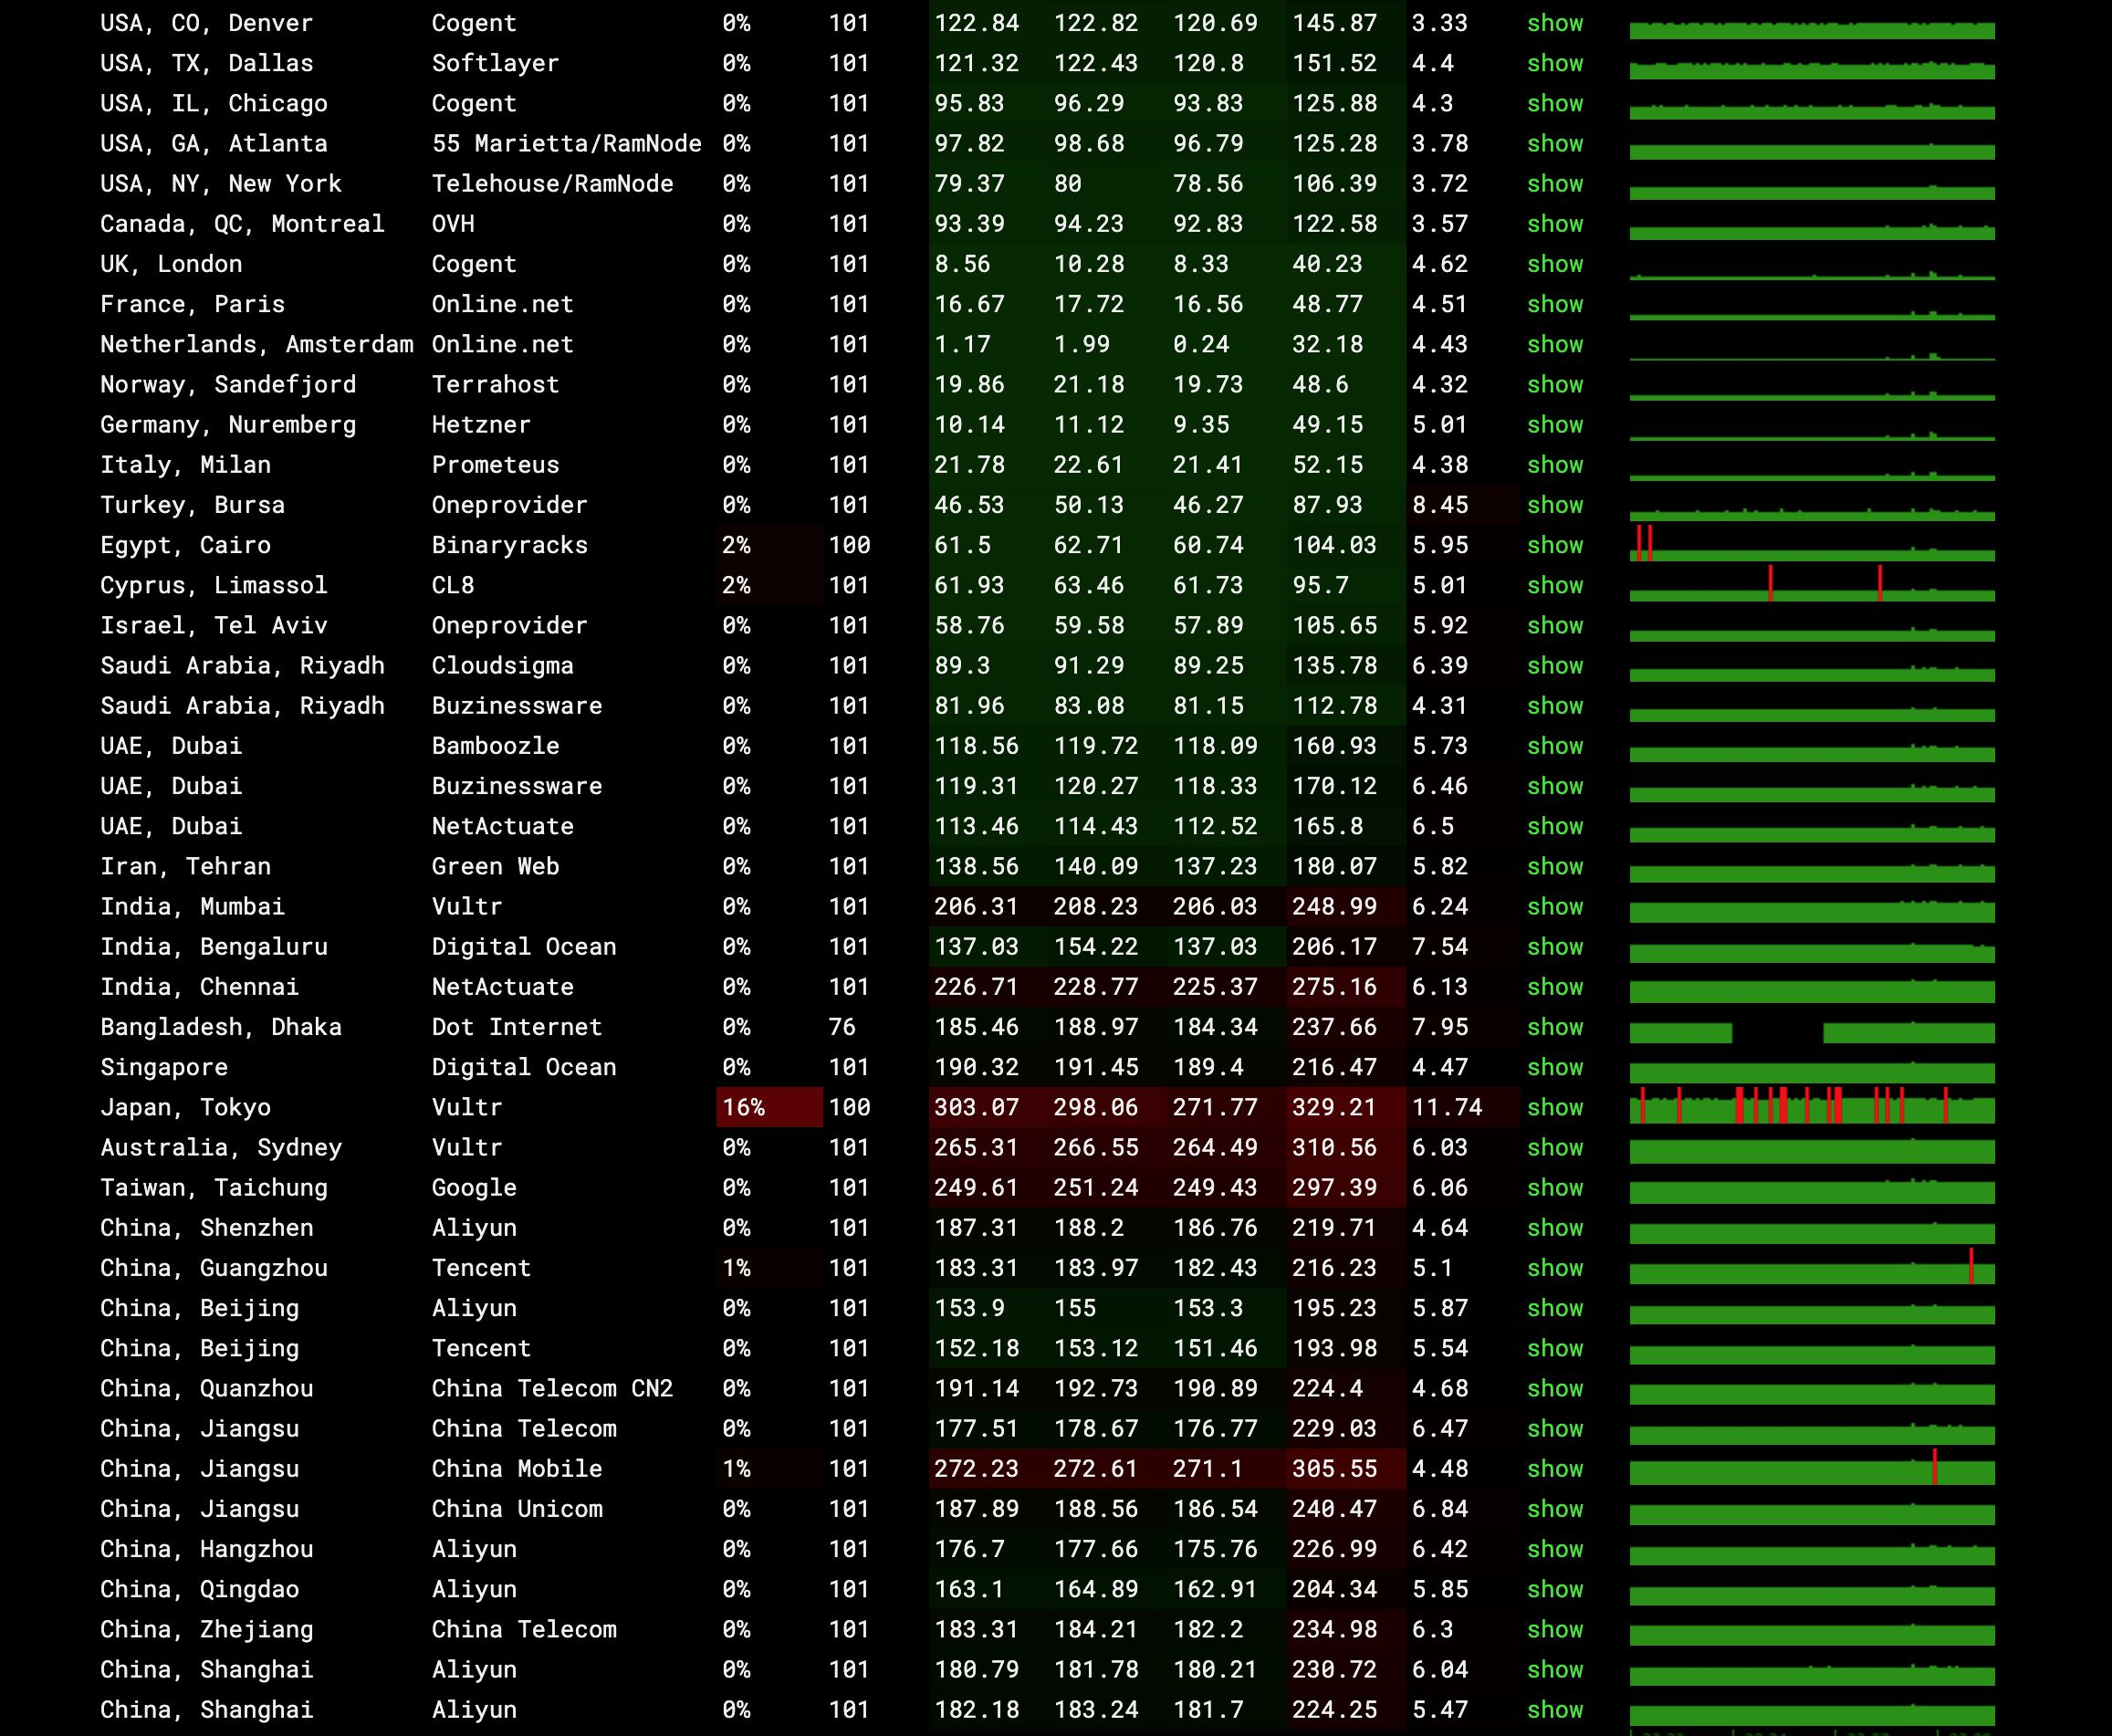 USA, CO, Denver Cogent 0% 101 122.84 122.82 120.69 145.87 3.33 show
USA, TX, Dallas Softlayer 0% 101 121.32 122.43 120.8 151.52 4.4 show
USA, IL, Chicago Cogent 0% 101 95.83 96.29 93.83 125.88 4.3 show
USA, GA, Atlanta 55 Marietta/RamNode 0% 101 97.82 98.68 96.79 125.28 3.78 show
USA, NY, New York Telehouse/RamNode 0% 101 79.37 80 78.56 106.39 3.72 show
Canada, QC, Montreal OVH 0% 101 93.39 94.23 92.83 122.58 3.57 show
UK, London Cogent 0% 101 8.56 10.28 8.33 40.23 4.62 show
France, Paris Online.net 0% 101 16.67 17.72 16.56 48.77 4.51 show
Netherlands, Amsterdam Online.net 0% 101 1.17 1.99 0.24 32.18 4.43 show
Norway, Sandefjord Terrahost 0% 101 19.86 21.18 19.73 48.6 4.32 show
Germany, Nuremberg Hetzner 0% 101 10.14 11.12 9.35 49.15 5.01 show
Italy, Milan Prometeus 0% 101 21.78 22.61 21.41 52.15 4.38 show
Turkey, Bursa Oneprovider 0% 101 46.53 50.13 46.27 87.93 8.45 show
Egypt, Cairo Binaryracks 2% 100 61.5 62.71 60.74 104.03 5.95 show
Cyprus, Limassol CL8 2% 101 61.93 63.46 61.73 95.7 5.01 show
Israel, Tel Aviv Oneprovider 0% 101 58.76 59.58 57.89 105.65 5.92 show
Saudi Arabia, Riyadh Cloudsigma 0% 101 89.3 91.29 89.25 135.78 6.39 show
Saudi Arabia, Riyadh Buzinessware 0% 101 81.96 83.08 81.15 112.78 4.31 show
UAE, Dubai Bamboozle 0% 101 118.56 119.72 118.09 160.93 5.73 show
UAE, Dubai Buzinessware 0% 101 119.31 120.27 118.33 170.12 6.46 show
UAE, Dubai NetActuate 0% 101 113.46 114.43 112.52 165.8 6.5 show
Iran, Tehran Green Web 0% 101 138.56 140.09 137.23 180.07 5.82 show
India, Mumbai Vultr 0% 101 206.31 208.23 206.03 248.99 6.24 show
India, Bengaluru Digital Ocean 0% 101 137.03 154.22 137.03 206.17 7.54 show
India, Chennai NetActuate 0% 101 226.71 228.77 225.37 275.16 6.13 show
Bangladesh, Dhaka Dot Internet 0% 76 185.46 188.97 184.34 237.66 7.95 show
Singapore Digital Ocean 0% 101 190.32 191.45 189.4 216.47 4.47 show
Japan, Tokyo Vultr 16% 100 303.07 298.06 271.77 329.21 11.74 show
Australia, Sydney Vultr 0% 101 265.31 266.55 264.49 310.56 6.03 show
Taiwan, Taichung Google 0% 101 249.61 251.24 249.43 297.39 6.06 show
China, Shenzhen Aliyun 0% 101 187.31 188.2 186.76 219.71 4.64 show
China, Guangzhou Tencent 1% 101 183.31 183.97 182.43 216.23 5.1 show
China, Beijing Aliyun 0% 101 153.9 155 153.3 195.23 5.87 show
China, Beijing Tencent 0% 101 152.18 153.12 151.46 193.98 5.54 show
China, Quanzhou China Telecom CN2 0% 101 191.14 192.73 190.89 224.4 4.68 show
China, Jiangsu China Telecom 0% 101 177.51 178.67 176.77 229.03 6.47 show
China, Jiangsu China Mobile 1% 101 272.23 272.61 271.1 305.55 4.48 show
China, Jiangsu China Unicom 0% 101 187.89 188.56 186.54 240.47 6.84 show
China, Hangzhou Aliyun 0% 101 176.7 177.66 175.76 226.99 6.42 show
China, Qingdao Aliyun 0% 101 163.1 164.89 162.91 204.34 5.85 show
China, Zhejiang China Telecom 0% 101 183.31 184.21 182.2 234.98 6.3 show
China, Shanghai Aliyun 0% 101 180.79 181.78 180.21 230.72 6.04 show
China, Shanghai Aliyun 0% 101 182.18 183.24 181.7 224.25 5.47 show